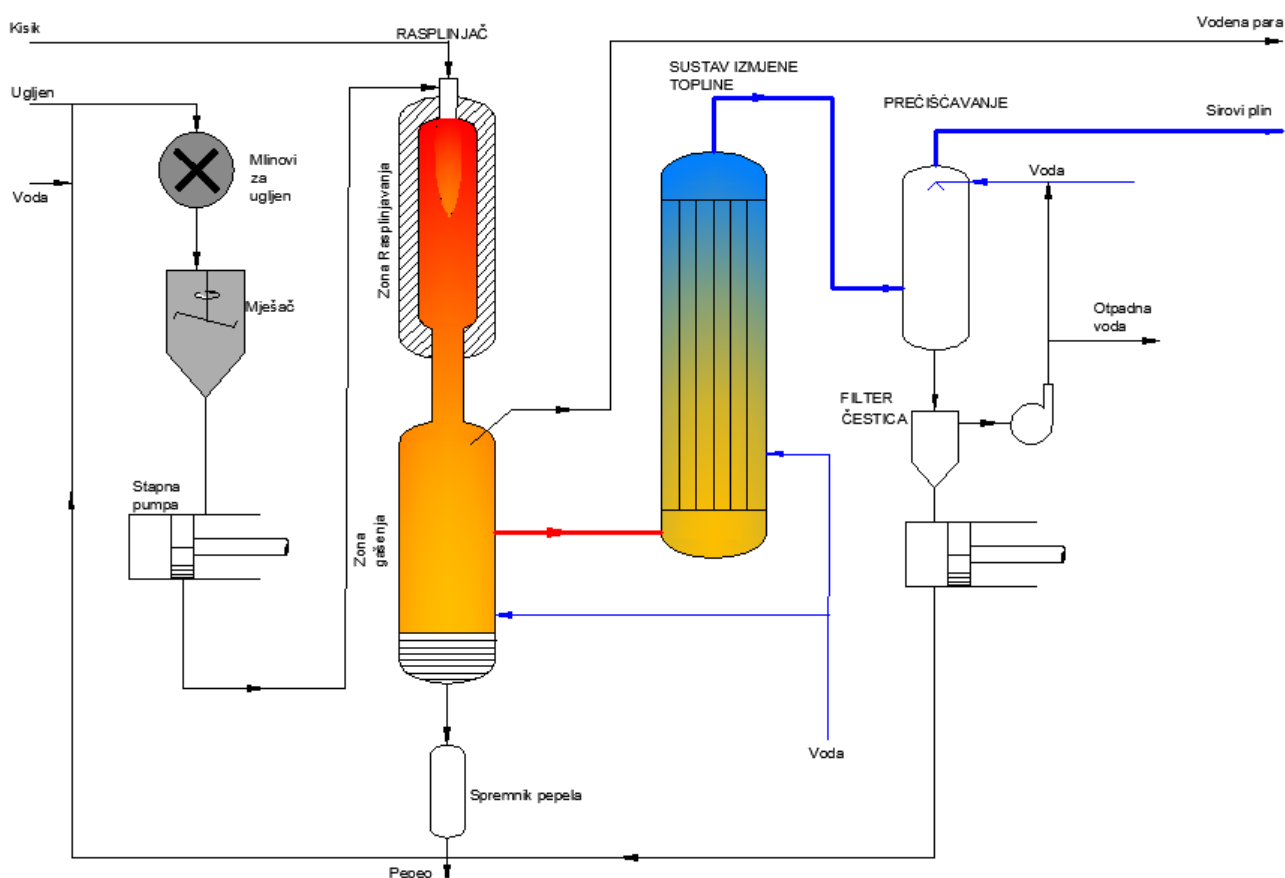 Kisik
RASPLINJAČ
Vodena para
SUSTAV IZMJENE
TOPLINE
PREČIŠĆAVANJE
Sirovi plin
Ugljen
Mlinovi
za
ugljen
Voda
Voda
Zona Rasplinjavanja
Mješač
Otpadna
voda
FILTER
ČESTICA
Stapna
pumpa
Zona
gašenja
Voda
Spremnik pepela
Pepeo